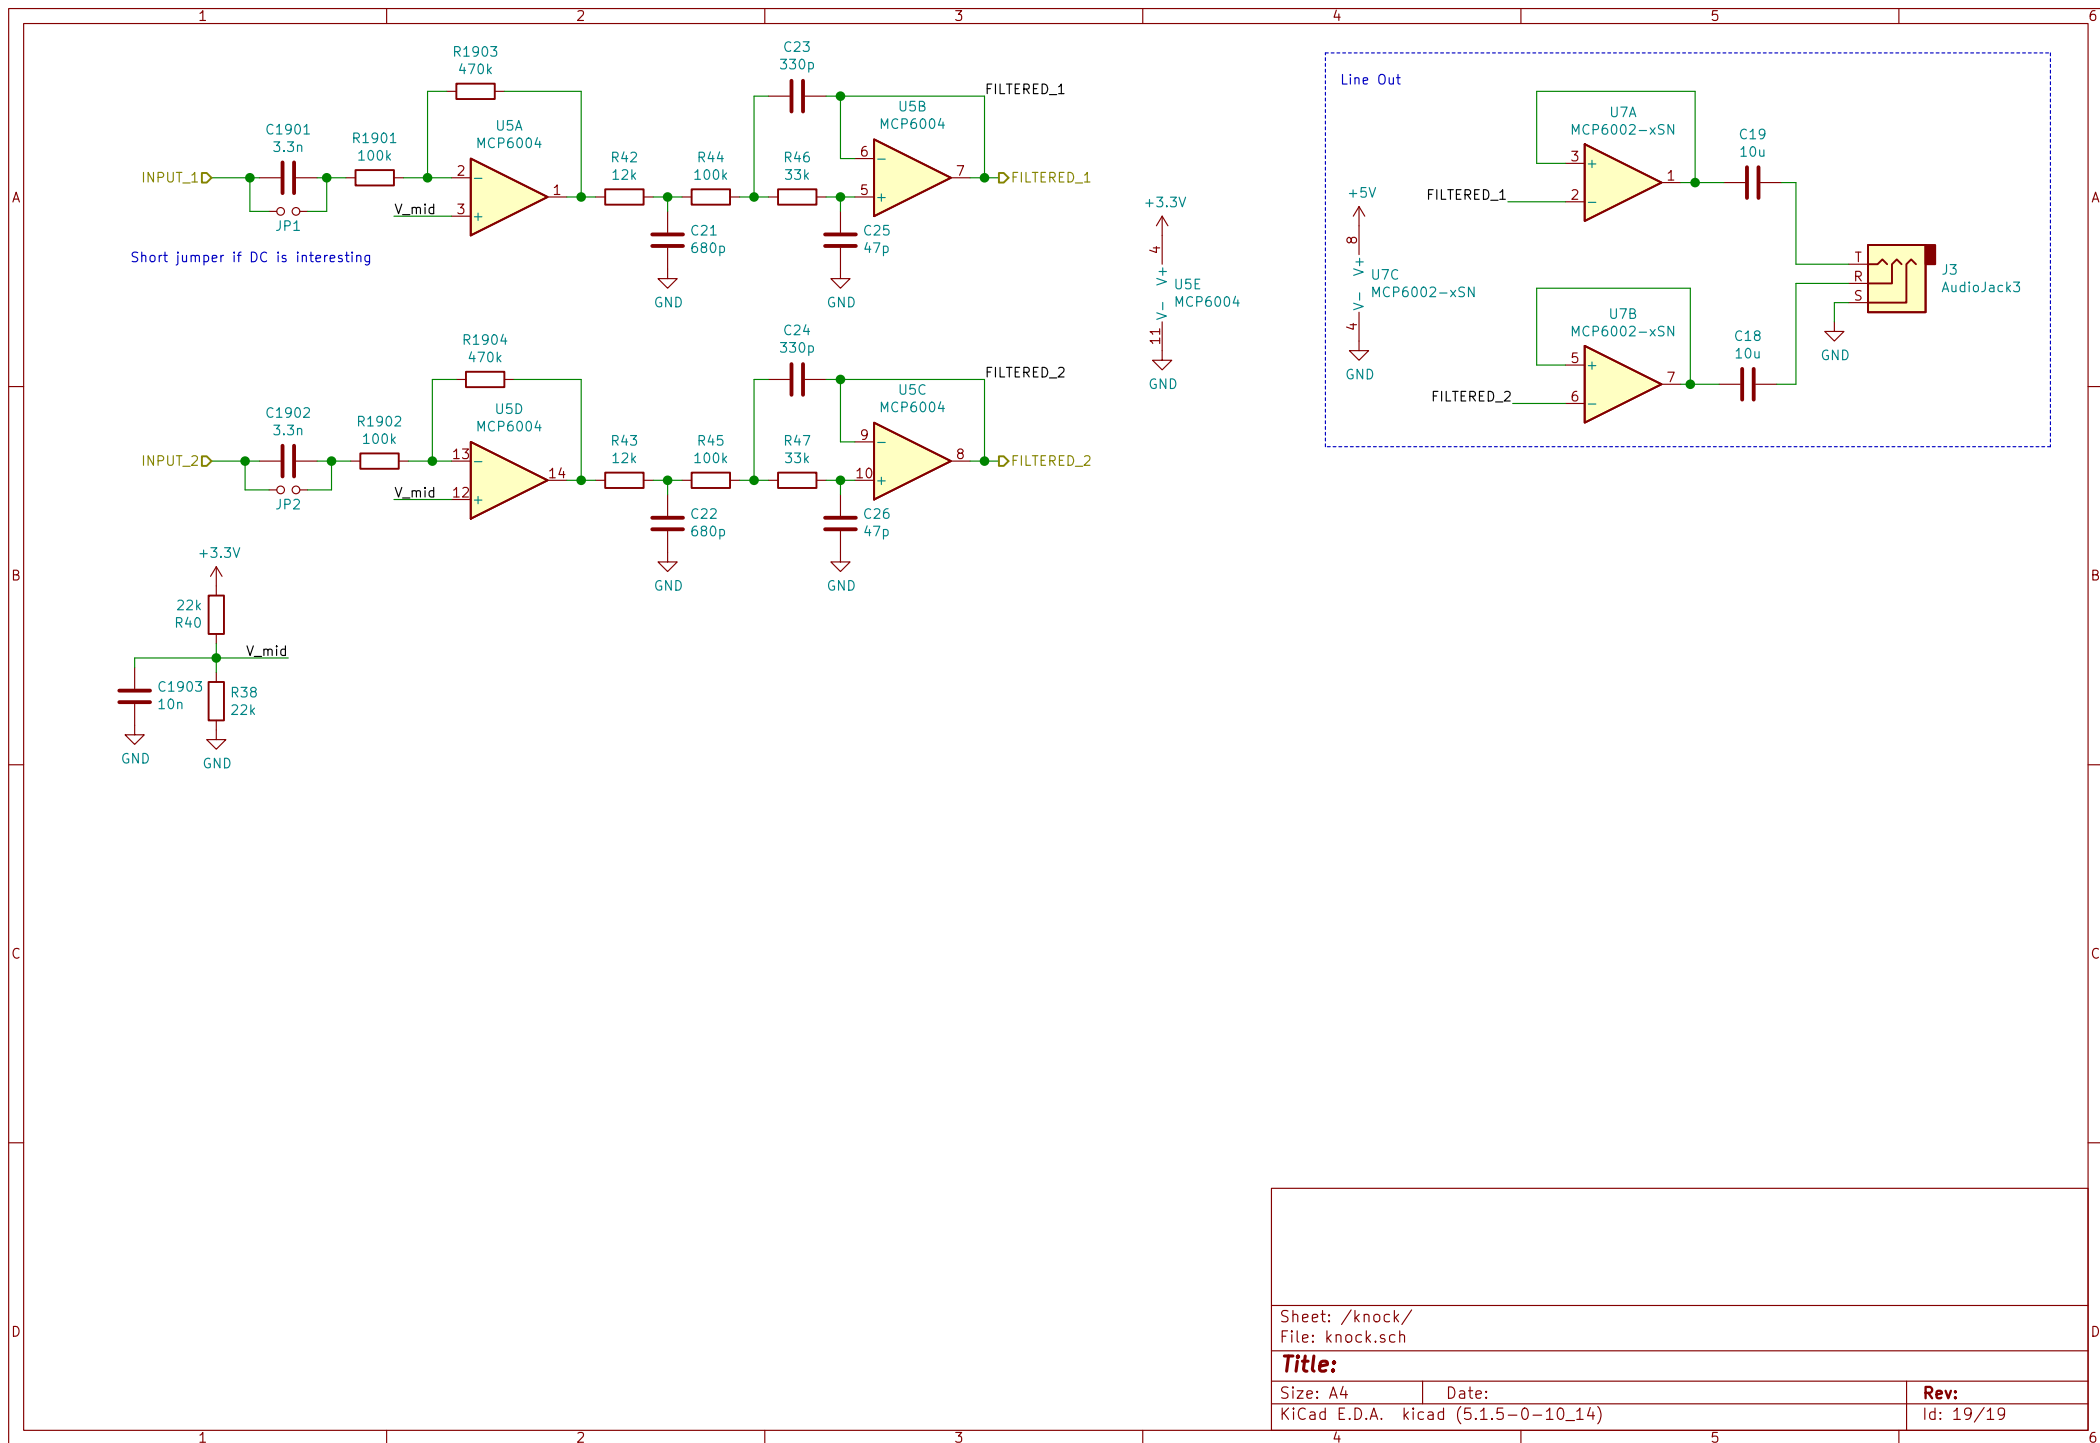 1 2 3 4 5 6
A
B
C
D
A
B
C
D
1 2 3 4 5 6
INPUT_1
C1901
3.3n
JP1
R1901
100k
R1903
470k
U5A
MCP6004
2
3
1
−
+
V_mid
Short jumper if DC is interesting
R42
12k
C21
680p
GND
R44
100k
C23
330p
R46
33k
C25
47p
GND
U5B
MCP6004
6
5
7
−
+
FILTERED_1
FILTERED_1
INPUT_2
C1902
3.3n
JP2
R1902
100k
R1904
470k
U5D
MCP6004
13
12
14
−
+
V_mid
R43
12k
C22
680p
GND
R45
100k
C24
330p
R47
33k
C26
47p
GND
U5C
MCP6004
9
10
8
−
+
FILTERED_2
FILTERED_2
+3.3V
22k
R40
V_mid
C1903
10n
GND
R38
22k
GND
+3.3V
4
V+
V−
11
U5E
MCP6004
GND
Line Out
+5V
8
V+
V−
4
U7C
MCP6002−xSN
GND
U7A
MCP6002−xSN
3
2
1
+
−
FILTERED_1
C19
10u
U7B
MCP6002−xSN
5
6
7
+
−
FILTERED_2
C18
10u
T
R
S
J3
AudioJack3
GND
Sheet: /knock/
File: knock.sch
Title:
Size: A4 Date: Rev:
KiCad E.D.A. kicad (5.1.5-0-10_14) Id: 19/19